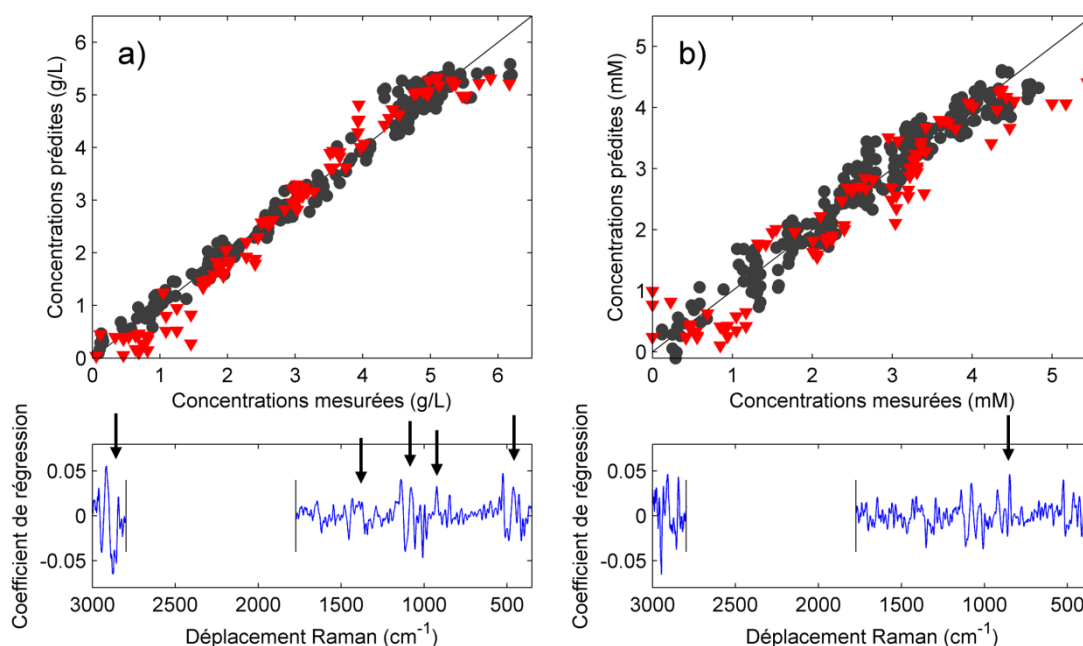 a)
Concentrations prédites (g/L)
6
5
4
3
2
1
0
0 1 2 3 4 5 6
Concentrations mesurées (g/L)
b)
Concentrations prédites (mM)
5
4
3
2
1
0
0 1 2 3 4 5
Concentrations mesurées (mM)
Coefficient de régression
0.05
0
-0.05
3000 2500 2000 1500 1000 500
Déplacement Raman (cm⁻¹)
Coefficient de régression
0.05
0
-0.05
3000 2500 2000 1500 1000 500
Déplacement Raman (cm⁻¹)